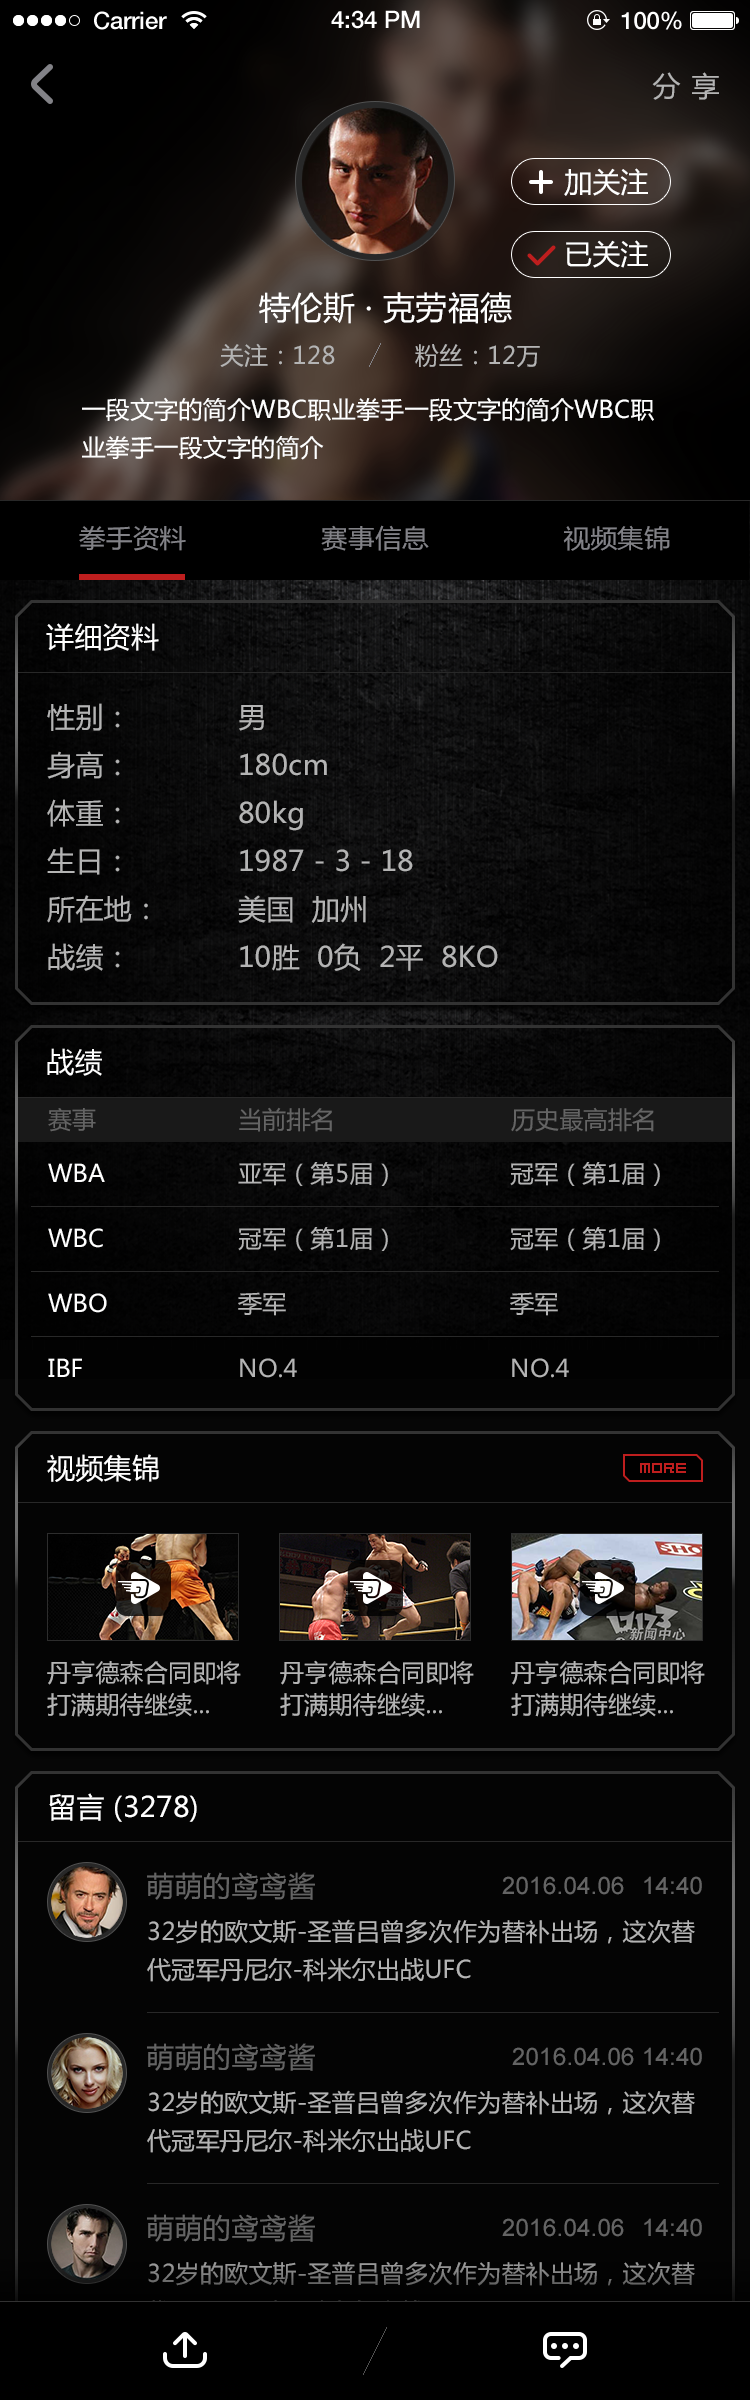 Carrier 4:34 PM 100%
分 享
加关注
已关注
特伦斯 · 克劳福德
关注：128 / 粉丝：12万
一段文字的简介WBC职业拳手一段文字的简介WBC职
业拳手一段文字的简介
拳手资料 赛事信息 视频集锦
详细资料
性别： 男
身高： 180cm
体重： 80kg
生日： 1987 - 3 - 18
所在地： 美国 加州
战绩： 10胜 0负 2平 8KO
战绩
赛事 当前排名 历史最高排名
WBA 亚军（第5届） 冠军（第1届）
WBC 冠军（第1届） 冠军（第1届）
WBO 季军 季军
IBF NO.4 NO.4
视频集锦 MORE
SHO
新闻中心
丹亨德森合同即将 丹亨德森合同即将 丹亨德森合同即将
打满期待继续... 打满期待继续... 打满期待继续...
留言 (3278)
萌萌的鸢鸢酱 2016.04.06 14:40
32岁的欧文斯-圣普吕曾多次作为替补出场，这次替
代冠军丹尼尔-科米尔出战UFC
萌萌的鸢鸢酱 2016.04.06 14:40
32岁的欧文斯-圣普吕曾多次作为替补出场，这次替
代冠军丹尼尔-科米尔出战UFC
萌萌的鸢鸢酱 2016.04.06 14:40
32岁的欧文斯-圣普吕曾多次作为替补出场，这次替